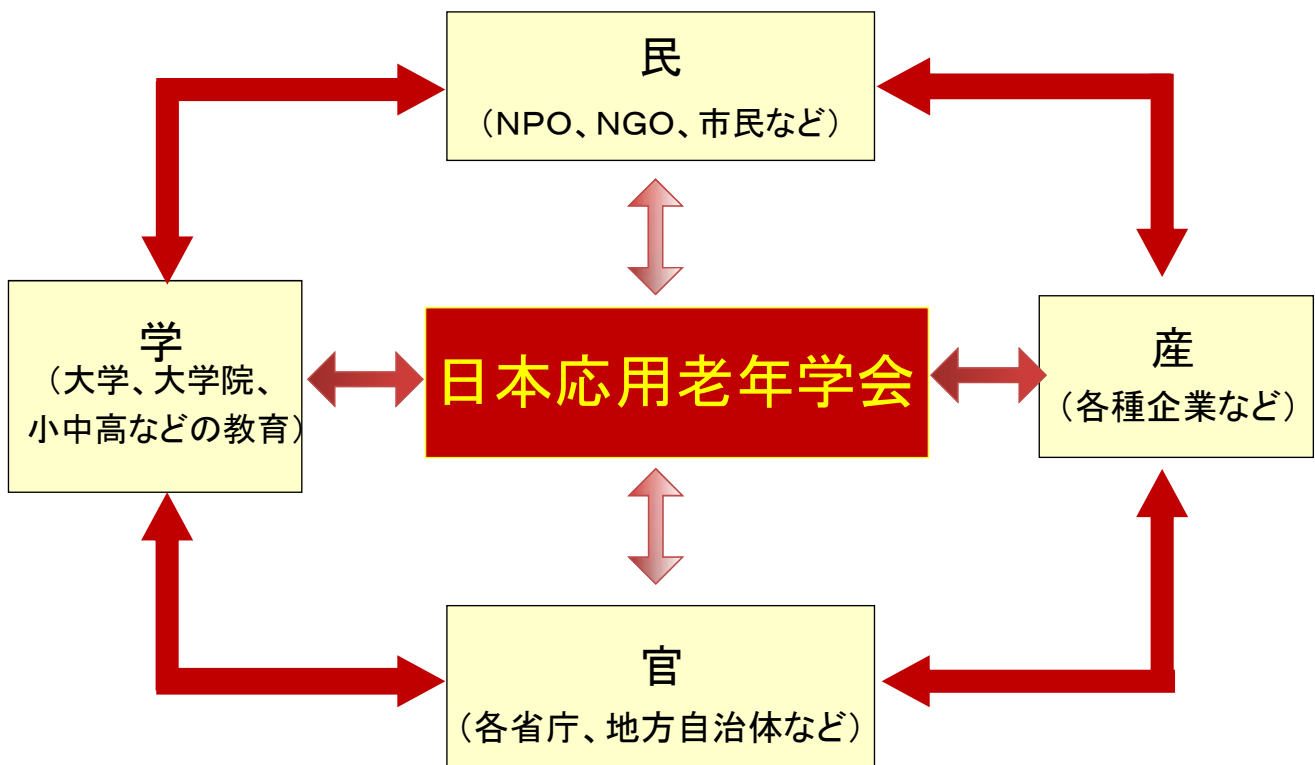 民
（NPO、NGO、市民など）
学
（大学、大学院、
小中高などの教育）
日本応用老年学会
産
（各種企業など）
官
（各省庁、地方自治体など）